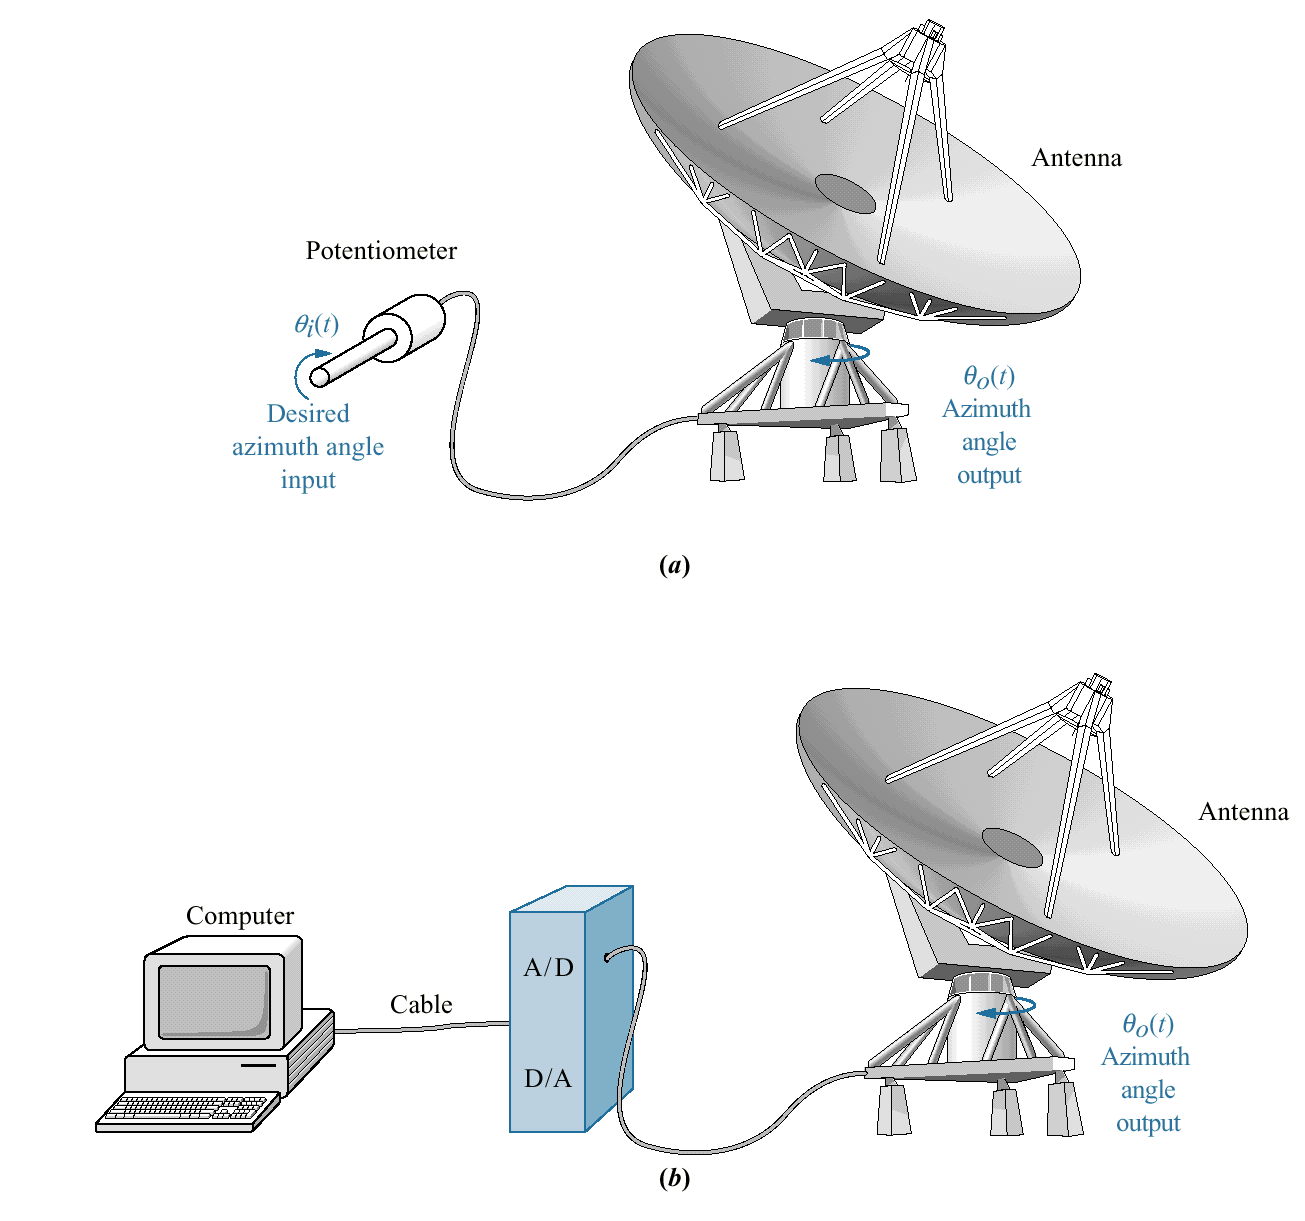 Antenna
Potentiometer
θi(t)
Desired
azimuth angle
input
θo(t)
Azimuth
angle
output
(a)
Antenna
Computer
Cable
A/D
D/A
θo(t)
Azimuth
angle
output
(b)